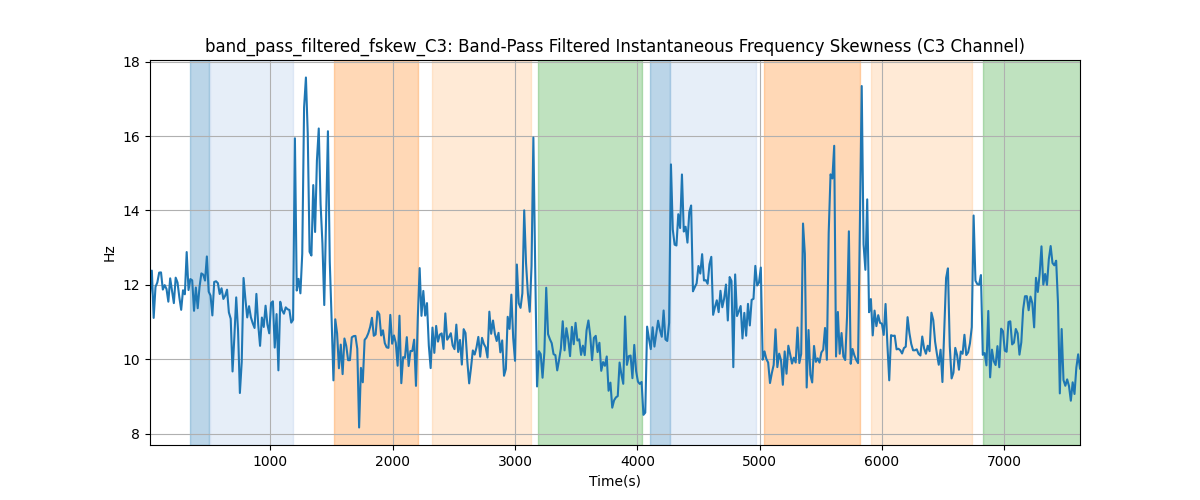 band_pass_filtered_fskew_C3: Band-Pass Filtered Instantaneous Frequency Skewness (C3 Channel)
18
16
14
12
10
8
Hz
1000 2000 3000 4000 5000 6000 7000
Time(s)